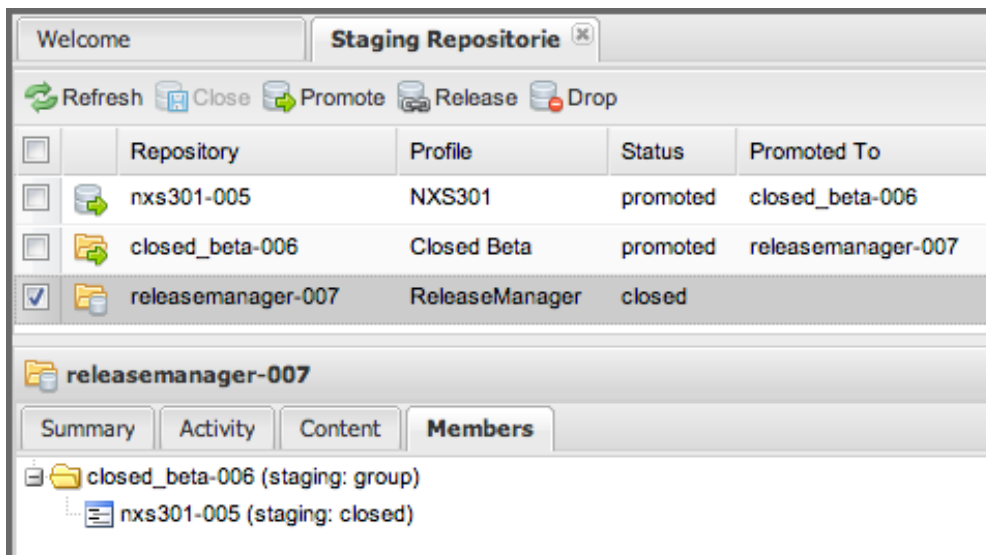 Welcome Staging Repositorie
Refresh Close Promote Release Drop
Repository Profile Status Promoted To
nxs301-005 NXS301 promoted closed_beta-006
closed_beta-006 Closed Beta promoted releasemanager-007
releasemanager-007 ReleaseManager closed
releasemanager-007
Summary Activity Content Members
closed_beta-006 (staging: group)
nxs301-005 (staging: closed)